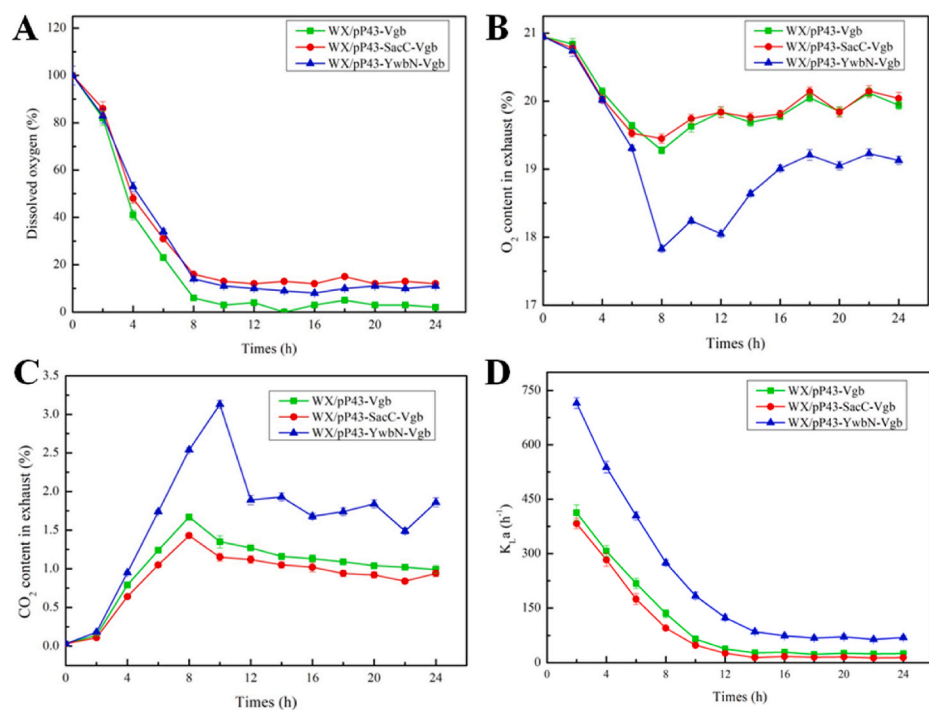 A
WX/pP43-Vgb
WX/pP43-SacC-Vgb
WX/pP43-YwbN-Vgb
Dissolved oxygen (%)
120
100
80
60
40
20
0
0 4 8 12 16 20 24
Times (h)
B
WX/pP43-Vgb
WX/pP43-SacC-Vgb
WX/pP43-YwbN-Vgb
O2 content in exhaust (%)
21
20
19
18
17
0 4 8 12 16 20 24
Times (h)
C
WX/pP43-Vgb
WX/pP43-SacC-Vgb
WX/pP43-YwbN-Vgb
CO2 content in exhaust (%)
3.5
3.0
2.5
2.0
1.5
1.0
0.5
0.0
0 4 8 12 16 20 24
Times (h)
D
WX/pP43-Vgb
WX/pP43-SacC-Vgb
WX/pP43-YwbN-Vgb
KLa (h-1)
750
600
450
300
150
0
0 4 8 12 16 20 24
Times (h)